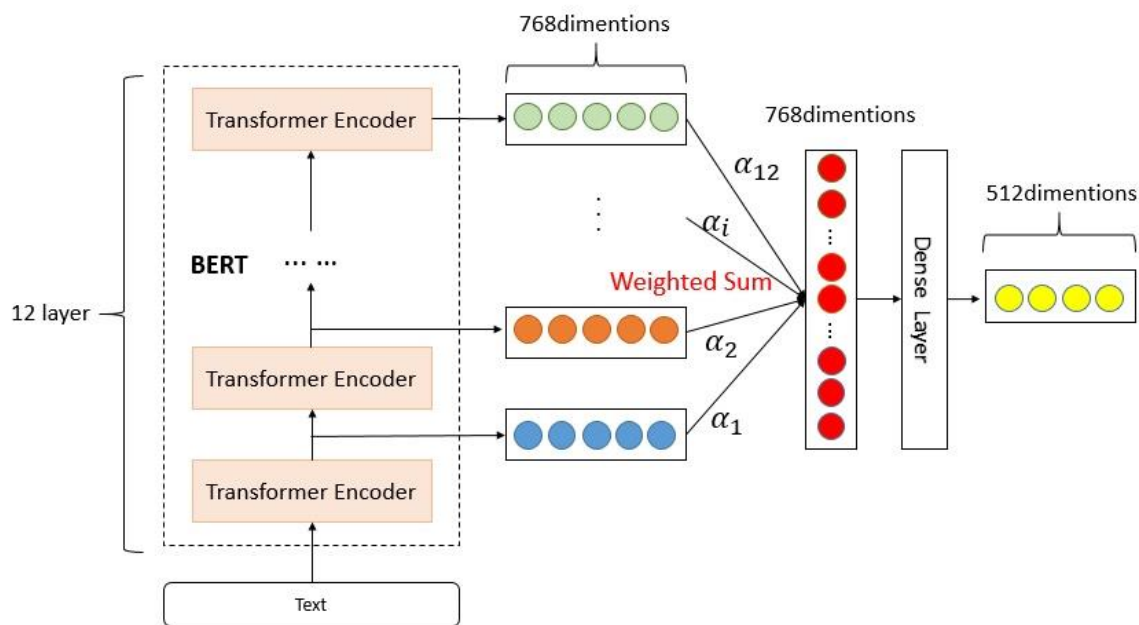 768dimentions
Transformer Encoder
768dimentions
α12
αi
512dimentions
BERT
... ...
Weighted Sum
12 layer
Dense Layer
α2
Transformer Encoder
α1
Transformer Encoder
Text